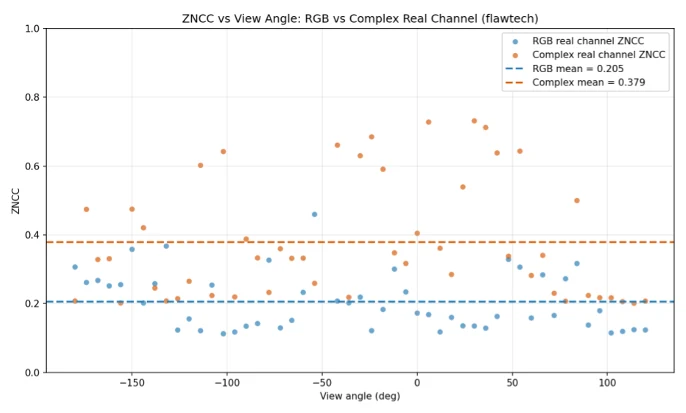 ZNCC vs View Angle: RGB vs Complex Real Channel (flawtech)
1.0
RGB real channel ZNCC
Complex real channel ZNCC
RGB mean = 0.205
Complex mean = 0.379
0.8
0.6
ZNCC
0.4
0.2
0.0
−150 −100 −50 0 50 100
View angle (deg)